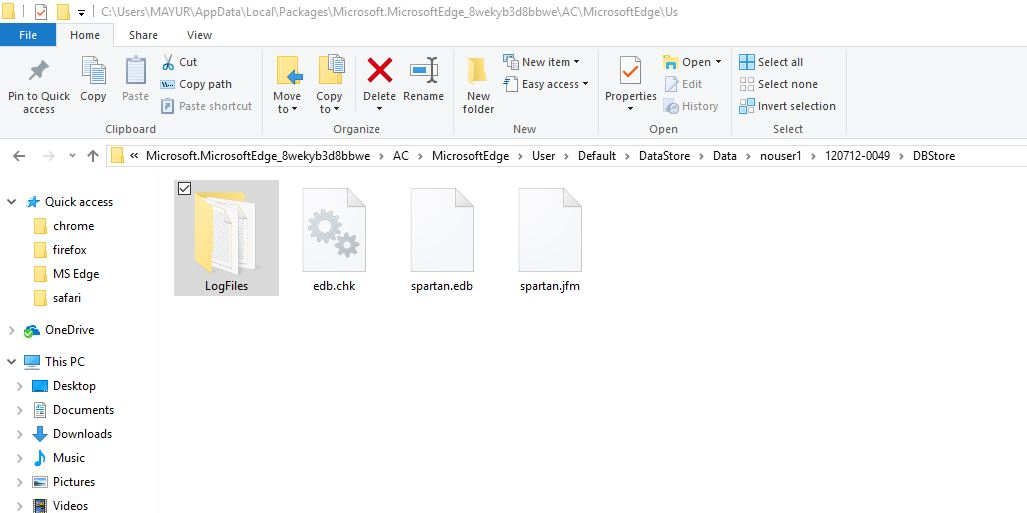 C:\Users\MAYUR\AppData\Local\Packages\Microsoft.MicrosoftEdge_8wekyb3d8bbwe\AC\MicrosoftEdge\Us
File Home Share View
Pin to Quick access
Copy
Paste
Cut
Copy path
Paste shortcut
Clipboard
Move to
Copy to
Delete
Rename
Organize
New folder
New item
Easy access
New
Properties
Open
Edit
History
Open
Select all
Select none
Invert selection
Select
« Microsoft.MicrosoftEdge_8wekyb3d8bbwe > AC > MicrosoftEdge > User > Default > DataStore > Data > nouser1 > 120712-0049 > DBStore
Quick access
chrome
firefox
MS Edge
safari
OneDrive
This PC
Desktop
Documents
Downloads
Music
Pictures
Videos
LogFiles
edb.chk
spartan.edb
spartan.jfm